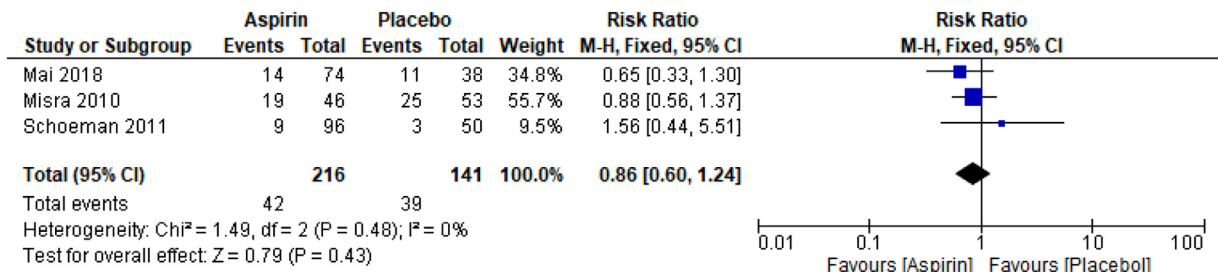 Aspirin Placebo Risk Ratio Risk Ratio
Study or Subgroup Events Total Events Total Weight M-H, Fixed, 95% CI M-H, Fixed, 95% CI
Mai 2018 14 74 11 38 34.8% 0.65 [0.33, 1.30]
Misra 2010 19 46 25 53 55.7% 0.88 [0.56, 1.37]
Schoeman 2011 9 96 3 50 9.5% 1.56 [0.44, 5.51]
Total (95% CI) 216 141 100.0% 0.86 [0.60, 1.24]
Total events 42 39
Heterogeneity: Chi² = 1.49, df = 2 (P = 0.48); I² = 0%
Test for overall effect: Z = 0.79 (P = 0.43)
0.01 0.1 1 10 100
Favours [Aspirin] Favours [Placebo]